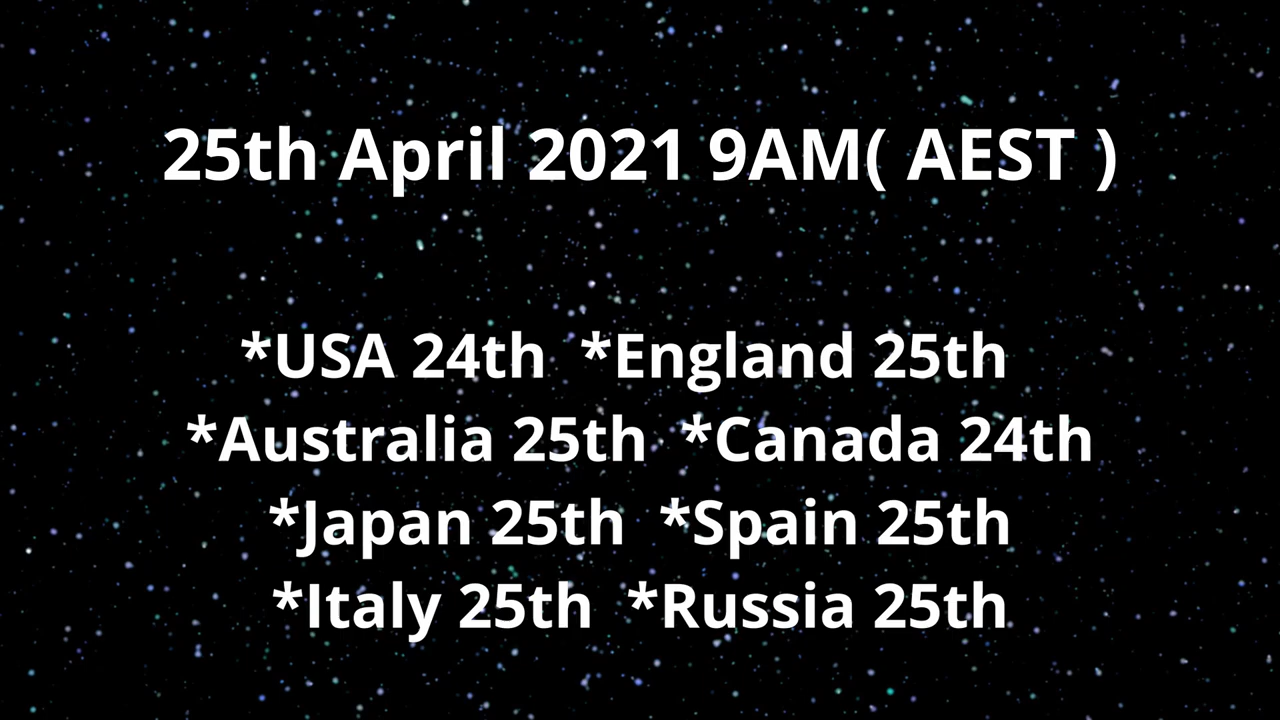 25th April 2021 9AM( AEST )
*USA 24th *England 25th
*Australia 25th *Canada 24th
*Japan 25th *Spain 25th
*Italy 25th *Russia 25th